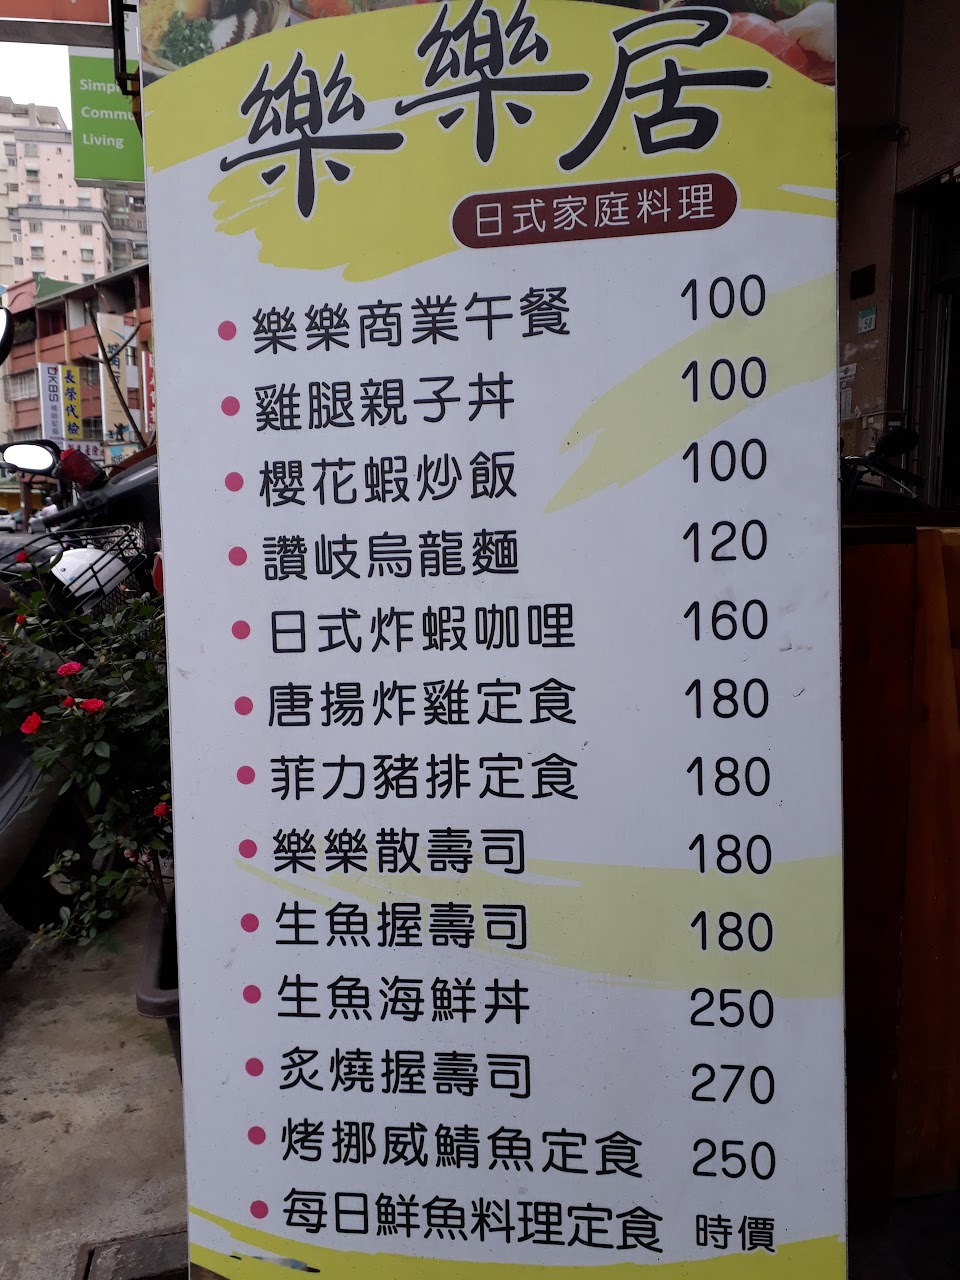 樂樂居
日式家庭料理
樂樂商業午餐 100
雞腿親子丼 100
櫻花蝦炒飯 100
讚岐烏龍麵 120
日式炸蝦咖哩 160
唐揚炸雞定食 180
菲力豬排定食 180
樂樂散壽司 180
生魚握壽司 180
生魚海鮮丼 250
炙燒握壽司 270
烤挪威鯖魚定食 250
每日鮮魚料理定食 時價
Living
長榮代檢